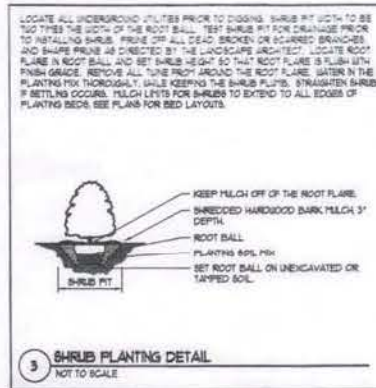 LOCATE ALL UNDERGROUND UTILITIES PRIOR TO DIGGING. SHRUB PIT WIDTH TO BE
TWO TIMES THE WIDTH OF THE ROOT BALL. TEST SHRUB PIT FOR DRAINAGE PRIOR
TO INSTALLING SHRUB. PRUNE OFF ALL DEAD, BROKEN OR SCARRED BRANCHES
AND SHAPE PRUNE AS DIRECTED BY THE LANDSCAPE ARCHITECT. LOCATE ROOT
FLARE IN ROOT BALL AND SET SHRUB HEIGHT SO THAT ROOT FLARE IS FLUSH WITH
FINISH GRADE. REMOVE ALL TWINE FROM AROUND THE ROOT FLARE. WATER IN THE
PLANTING MIX THOROUGHLY, WHILE KEEPING THE SHRUB PLUMB. STRAIGHTEN SHRUB
IF SETTLING OCCURS. MULCH LIMITS FOR SHRUBS TO EXTEND TO ALL EDGES OF
PLANTING BEDS. SEE PLANS FOR BED LAYOUTS.
KEEP MULCH OFF OF THE ROOT FLARE.
SHREDDED HARDWOOD BARK MULCH, 3"
DEPTH.
ROOT BALL
PLANTING SOIL MIX
SET ROOT BALL ON UNEXCAVATED OR
TAMPED SOIL.
SHRUB PIT
3 SHRUB PLANTING DETAIL
NOT TO SCALE